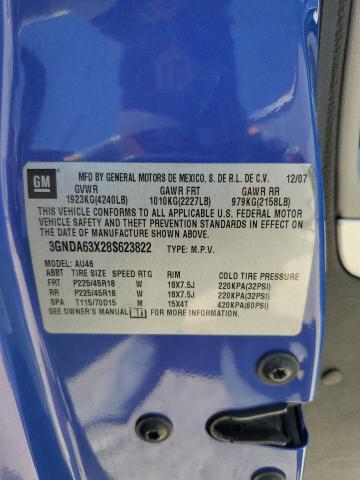 GM
MFD BY GENERAL MOTORS DE MEXICO, S. DE R.L. DE C.V. 12/07
GVWR GAWR FRT GAWR RR
1923KG(4240LB) 1010KG(2227LB) 979KG(2158LB)
THIS VEHICLE CONFORMS TO ALL APPLICABLE U.S. FEDERAL MOTOR
VEHICLE SAFETY AND THEFT PREVENTION STANDARDS IN EFFECT ON
THE DATE OF MANUFACTURE SHOWN ABOVE.
3GNDA63X28S623822 TYPE: M.P.V.
MODEL: AU46
ABBT TIRE SIZE SPEED RTG RIM COLD TIRE PRESSURE
FRT P225/45R18 W 18X7.5J 220KPA(32PSI)
RR P225/45R18 W 18X7.5J 220KPA(32PSI)
SPA T115/70D15 M 15X4T 420KPA(60PSI)
SEE OWNER'S MANUAL FOR MORE INFORMATION.